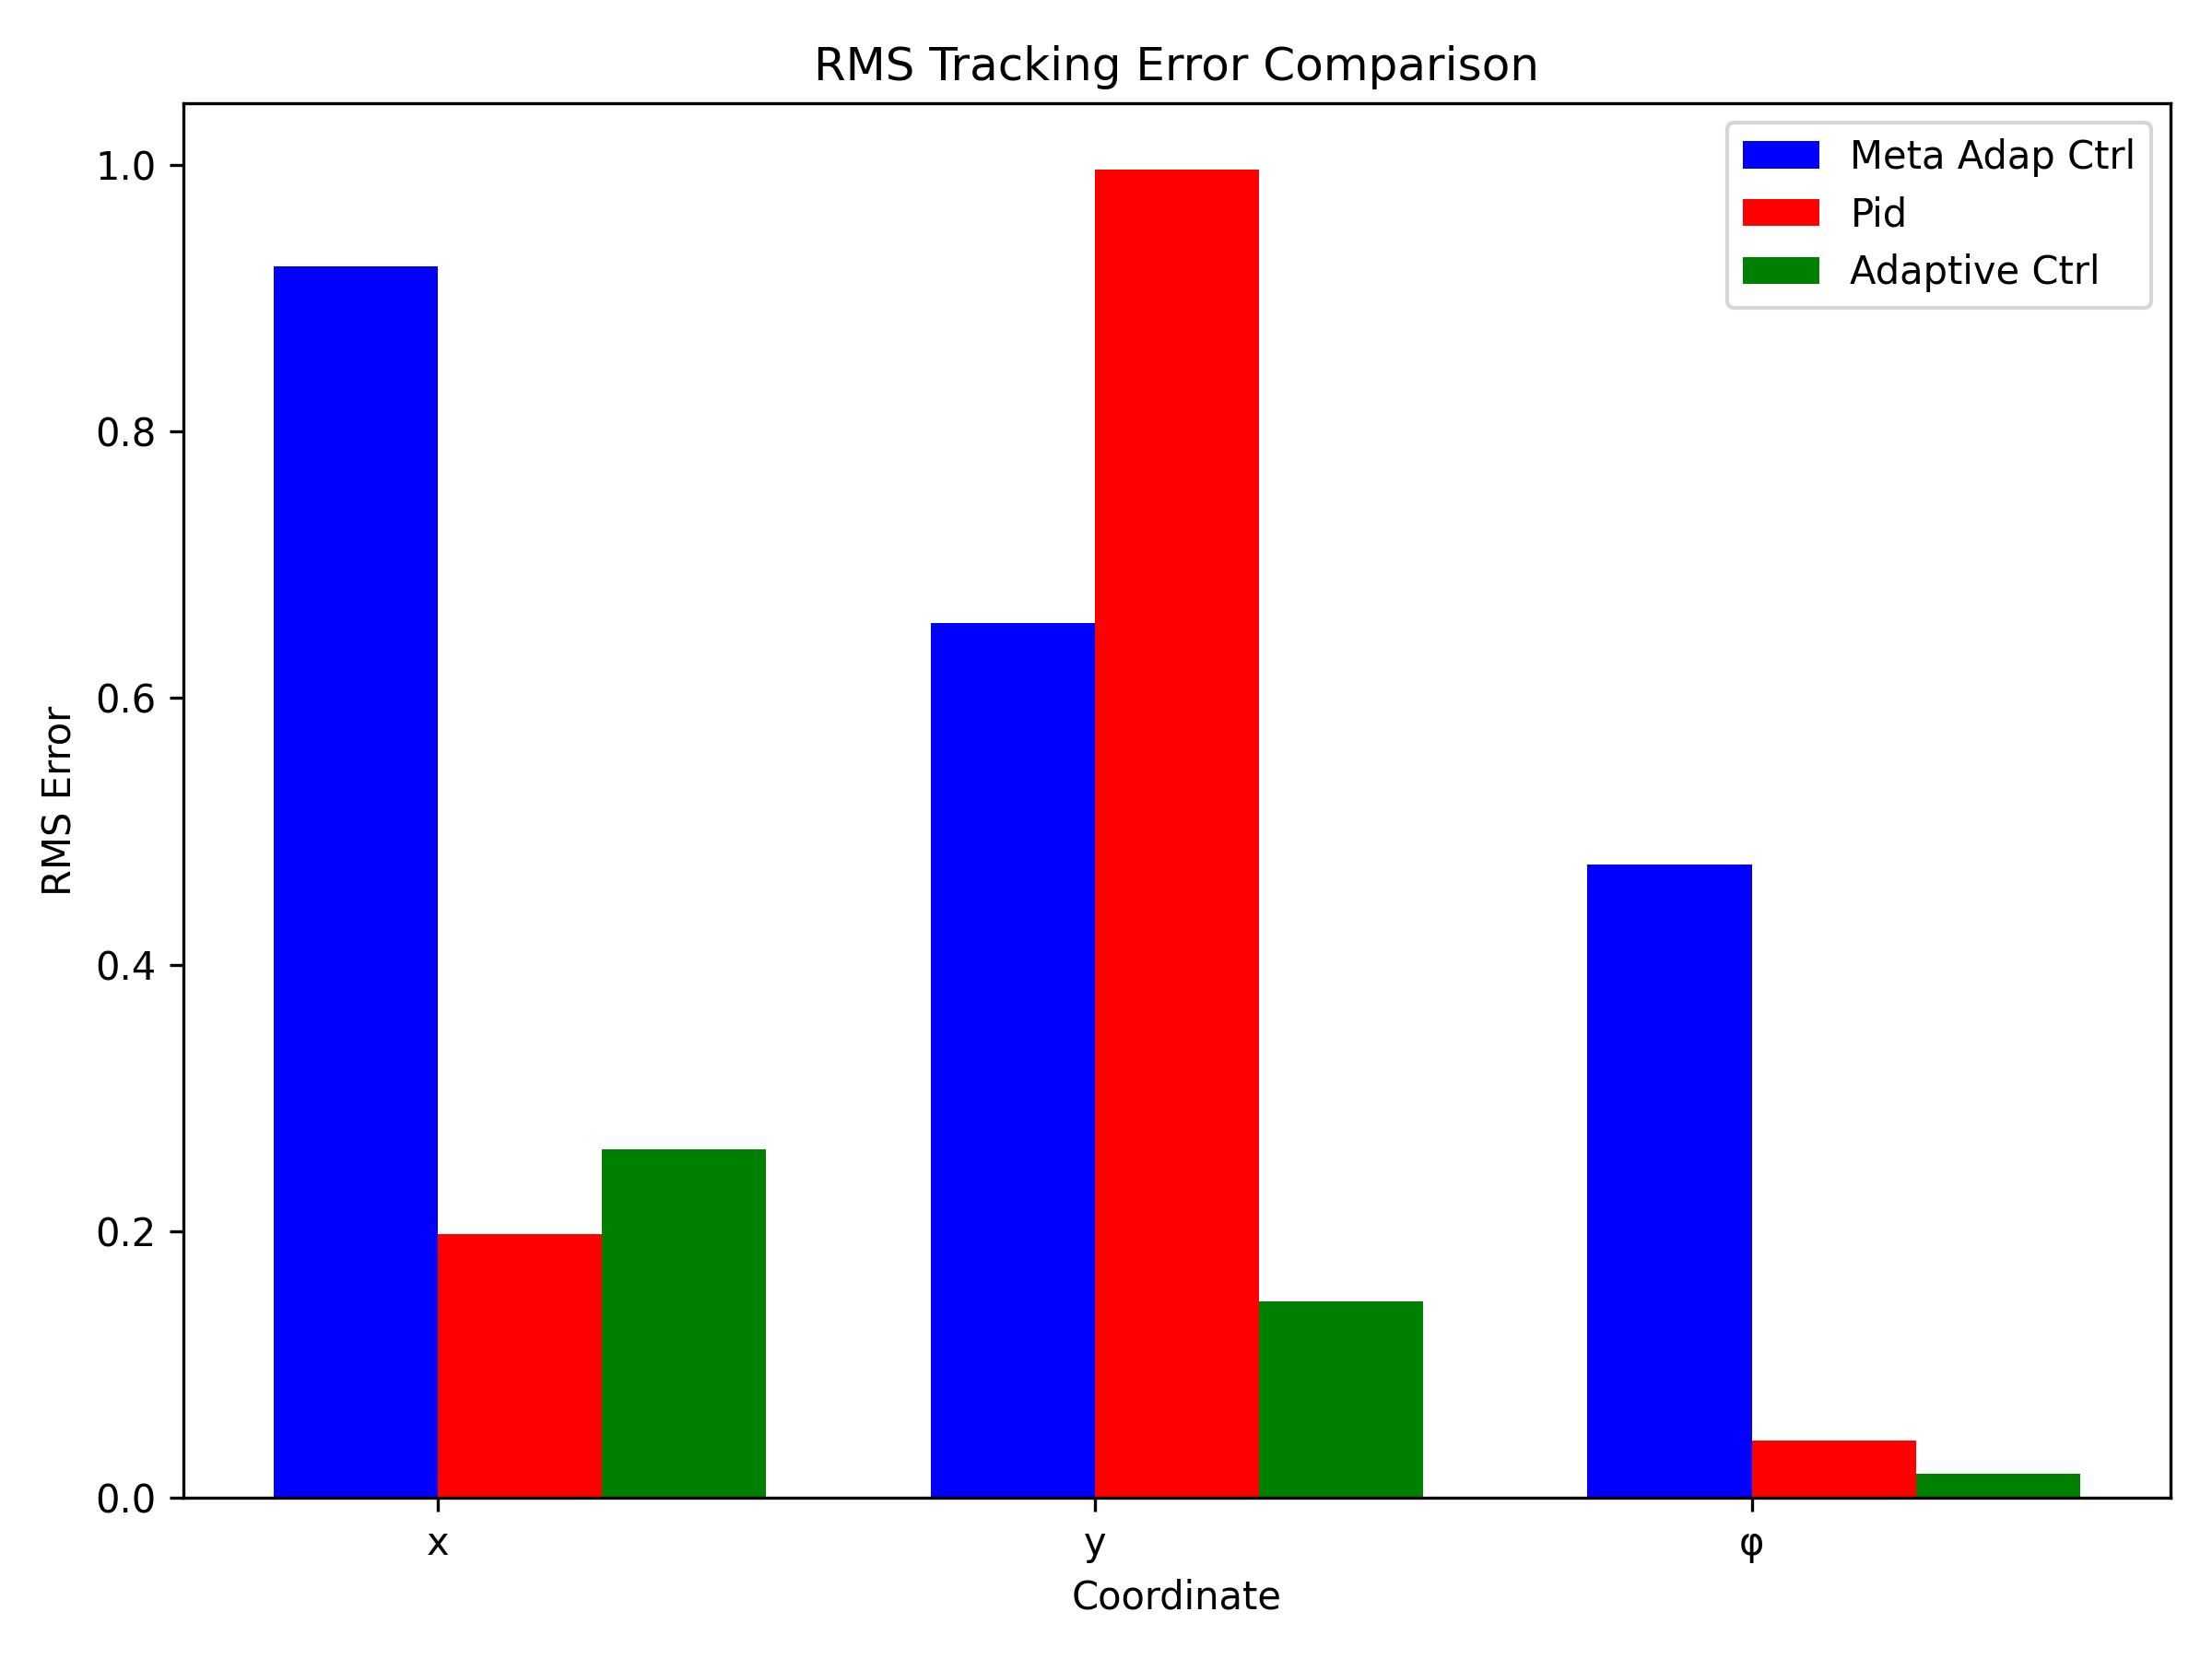 RMS Tracking Error Comparison
Meta Adap Ctrl
Pid
Adaptive Ctrl
1.0
0.8
0.6
0.4
0.2
0.0
RMS Error
x
y
φ
Coordinate